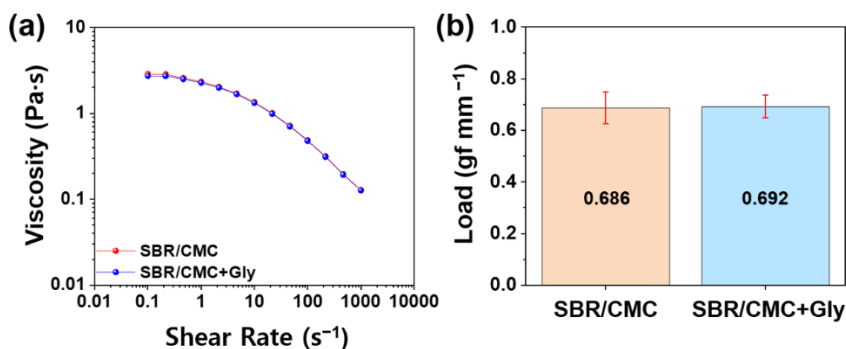 (a)
10
1
0.1
0.01
Viscosity (Pa·s)
SBR/CMC
SBR/CMC+Gly
0.01 0.1 1 10 100 1000 10000
Shear Rate (s⁻¹)
(b)
1.0
0.8
0.6
0.4
0.2
0.0
Load (gf mm⁻¹)
0.686 0.692
SBR/CMC SBR/CMC+Gly